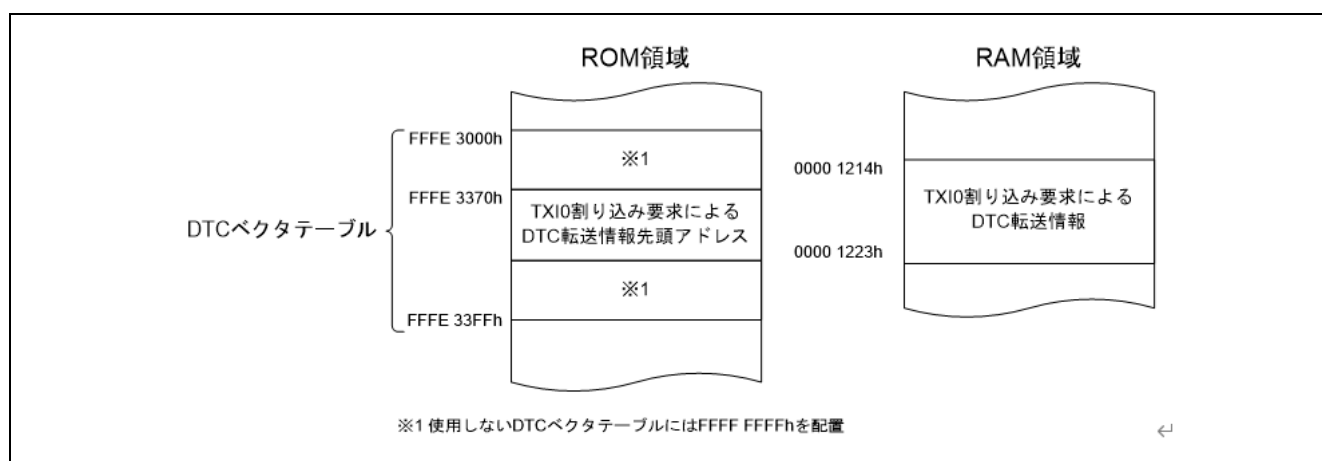 ROM領域
RAM領域
DTCベクタテーブル
FFFE 3000h
※1
FFFE 3370h
TXI0割り込み要求による
DTC転送情報先頭アドレス
※1
FFFE 33FFh
0000 1214h
TXI0割り込み要求による
DTC転送情報
0000 1223h
※1 使用しないDTCベクタテーブルにはFFFF FFFFhを配置
↵